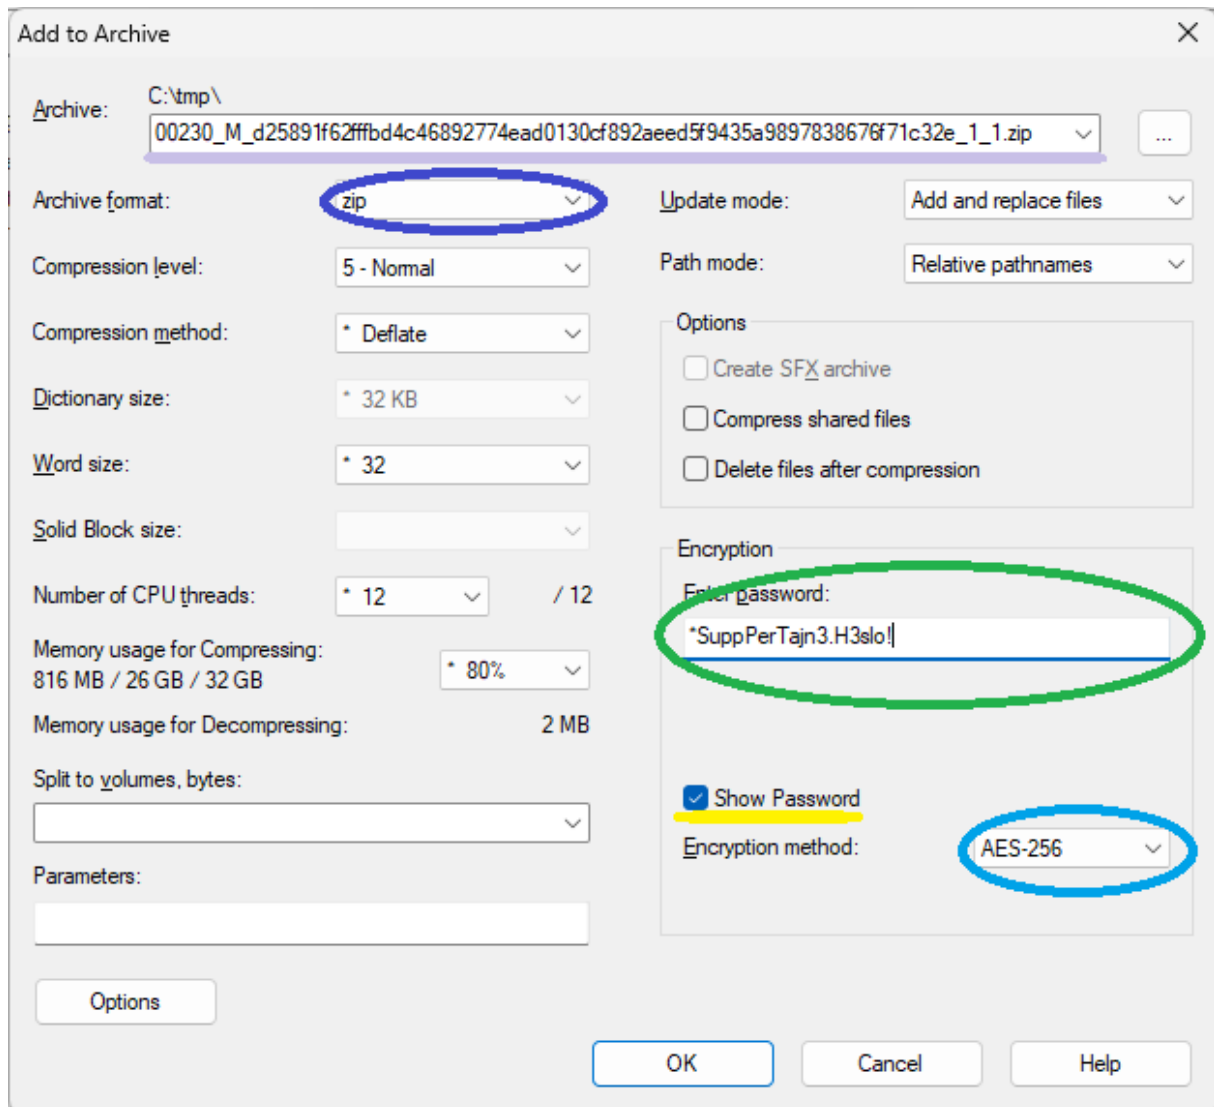 Add to Archive
Archive:
C:\tmp\
00230_M_d25891f62fffbd4c46892774ead0130cf892aeed5f9435a9897838676f71c32e_1_1.zip
...
Archive format:
zip
Update mode:
Add and replace files
Compression level:
5 - Normal
Path mode:
Relative pathnames
Compression method:
* Deflate
Options
Create SFX archive
Dictionary size:
* 32 KB
Compress shared files
Word size:
* 32
Delete files after compression
Solid Block size:
Encryption
Number of CPU threads:
* 12
/ 12
Enter password:
*SuppPerTajn3.H3slo!
Memory usage for Compressing:
816 MB / 26 GB / 32 GB
* 80%
Memory usage for Decompressing:
2 MB
Split to volumes, bytes:
Show Password
Encryption method:
AES-256
Parameters:
Options
OK
Cancel
Help